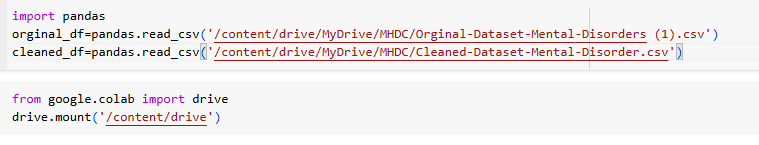 import pandas
orginal_df=pandas.read_csv('/content/drive/MyDrive/MHDC/Orginal-Dataset-Mental-Disorders (1).csv')
cleaned_df=pandas.read_csv('/content/drive/MyDrive/MHDC/Cleaned-Dataset-Mental-Disorder.csv')
from google.colab import drive
drive.mount('/content/drive')